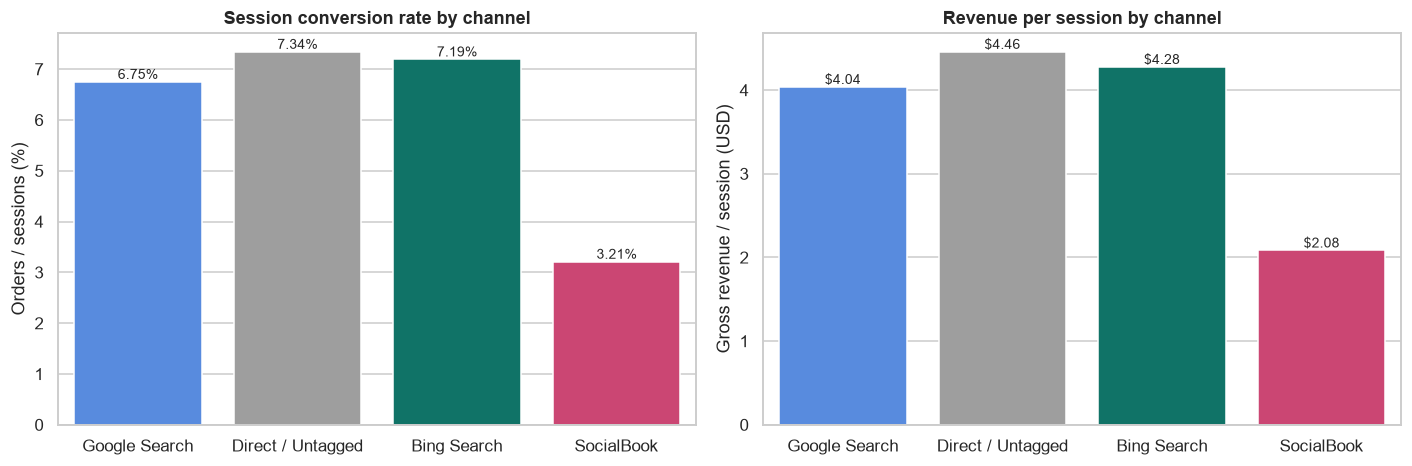 Session conversion rate by channel
Orders / sessions (%)
7
6
5
4
3
2
1
0
6.75%
7.34%
7.19%
3.21%
Google Search
Direct / Untagged
Bing Search
SocialBook
Revenue per session by channel
Gross revenue / session (USD)
4
3
2
1
0
$4.04
$4.46
$4.28
$2.08
Google Search
Direct / Untagged
Bing Search
SocialBook